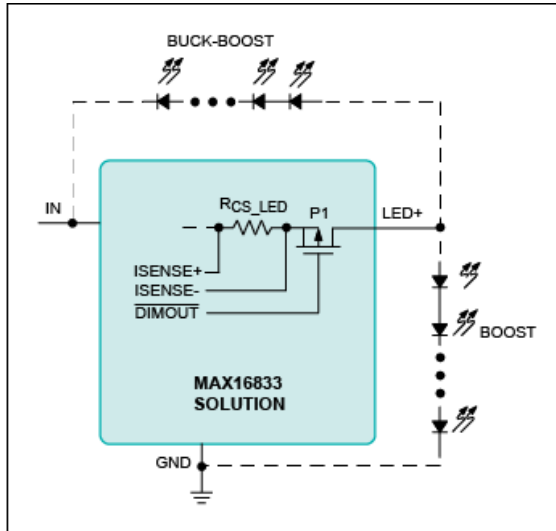 BUCK-BOOST
IN
RCS_LED
P1
LED+
ISENSE+
ISENSE-
DIMOUT
BOOST
MAX16833
SOLUTION
GND